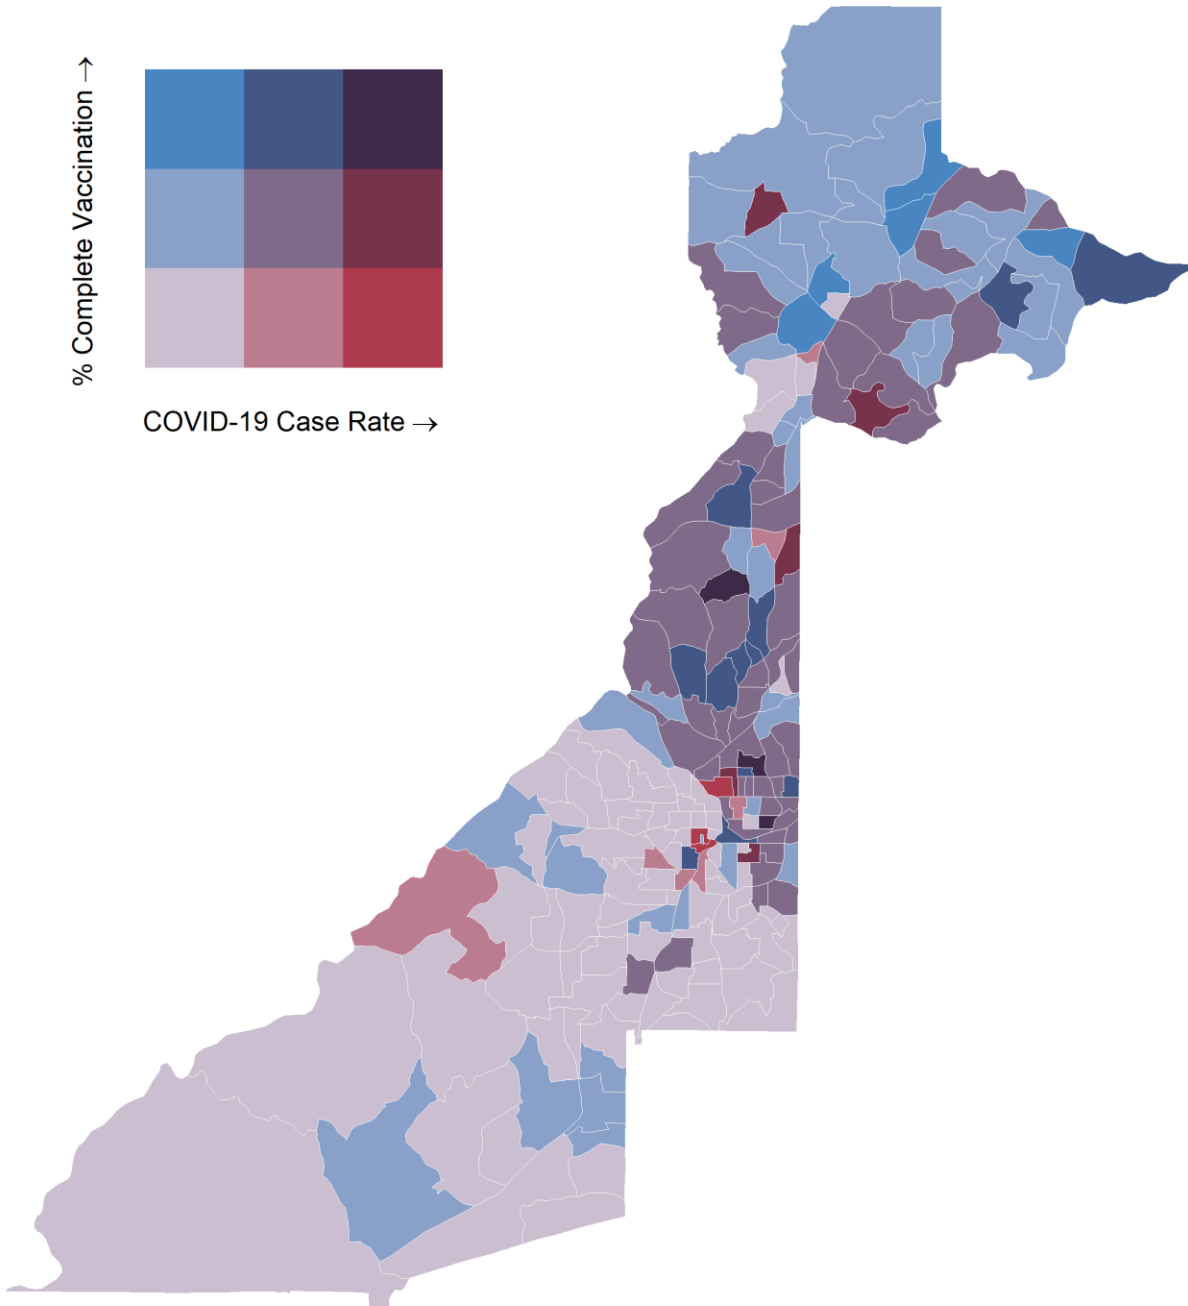 % Complete Vaccination →
COVID-19 Case Rate →